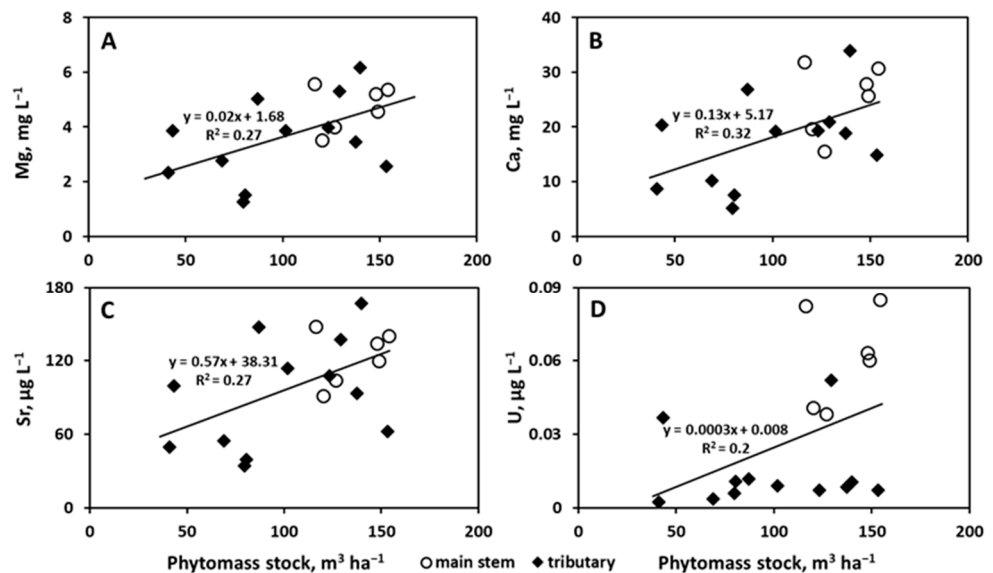 A
Mg, mg L⁻¹
8
6
4
2
0
y = 0.02x + 1.68
R² = 0.27
0 50 100 150 200
B
Ca, mg L⁻¹
40
30
20
10
0
y = 0.13x + 5.17
R² = 0.32
0 50 100 150 200
C
Sr, µg L⁻¹
180
120
60
0
y = 0.57x + 38.31
R² = 0.27
0 50 100 150 200
Phytomass stock, m³ ha⁻¹
D
U, µg L⁻¹
0.09
0.06
0.03
0
y = 0.0003x + 0.008
R² = 0.2
0 50 100 150 200
Phytomass stock, m³ ha⁻¹
main stem tributary